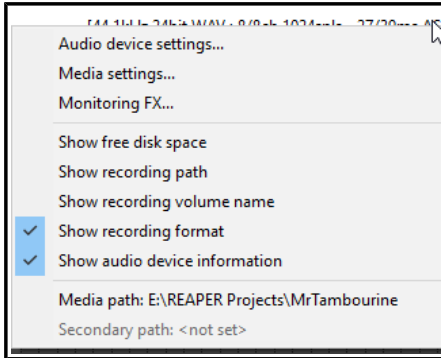 Audio device settings...
Media settings...
Monitoring FX...
Show free disk space
Show recording path
Show recording volume name
Show recording format
Show audio device information
Media path: E:\REAPER Projects\MrTambourine
Secondary path: <not set>